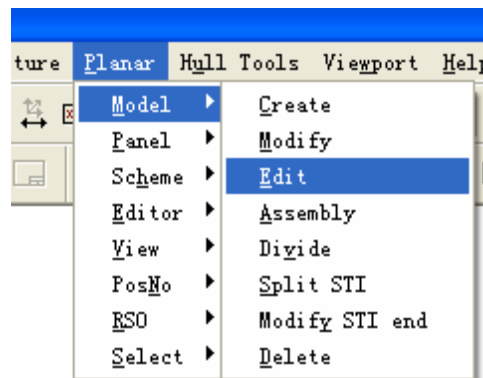 ture Planar Hull Tools Viewport Help
Model Create
Panel Modify
Scheme Edit
Editor Assembly
View Divide
PosNo Split STI
RSO Modify STI end
Select Delete